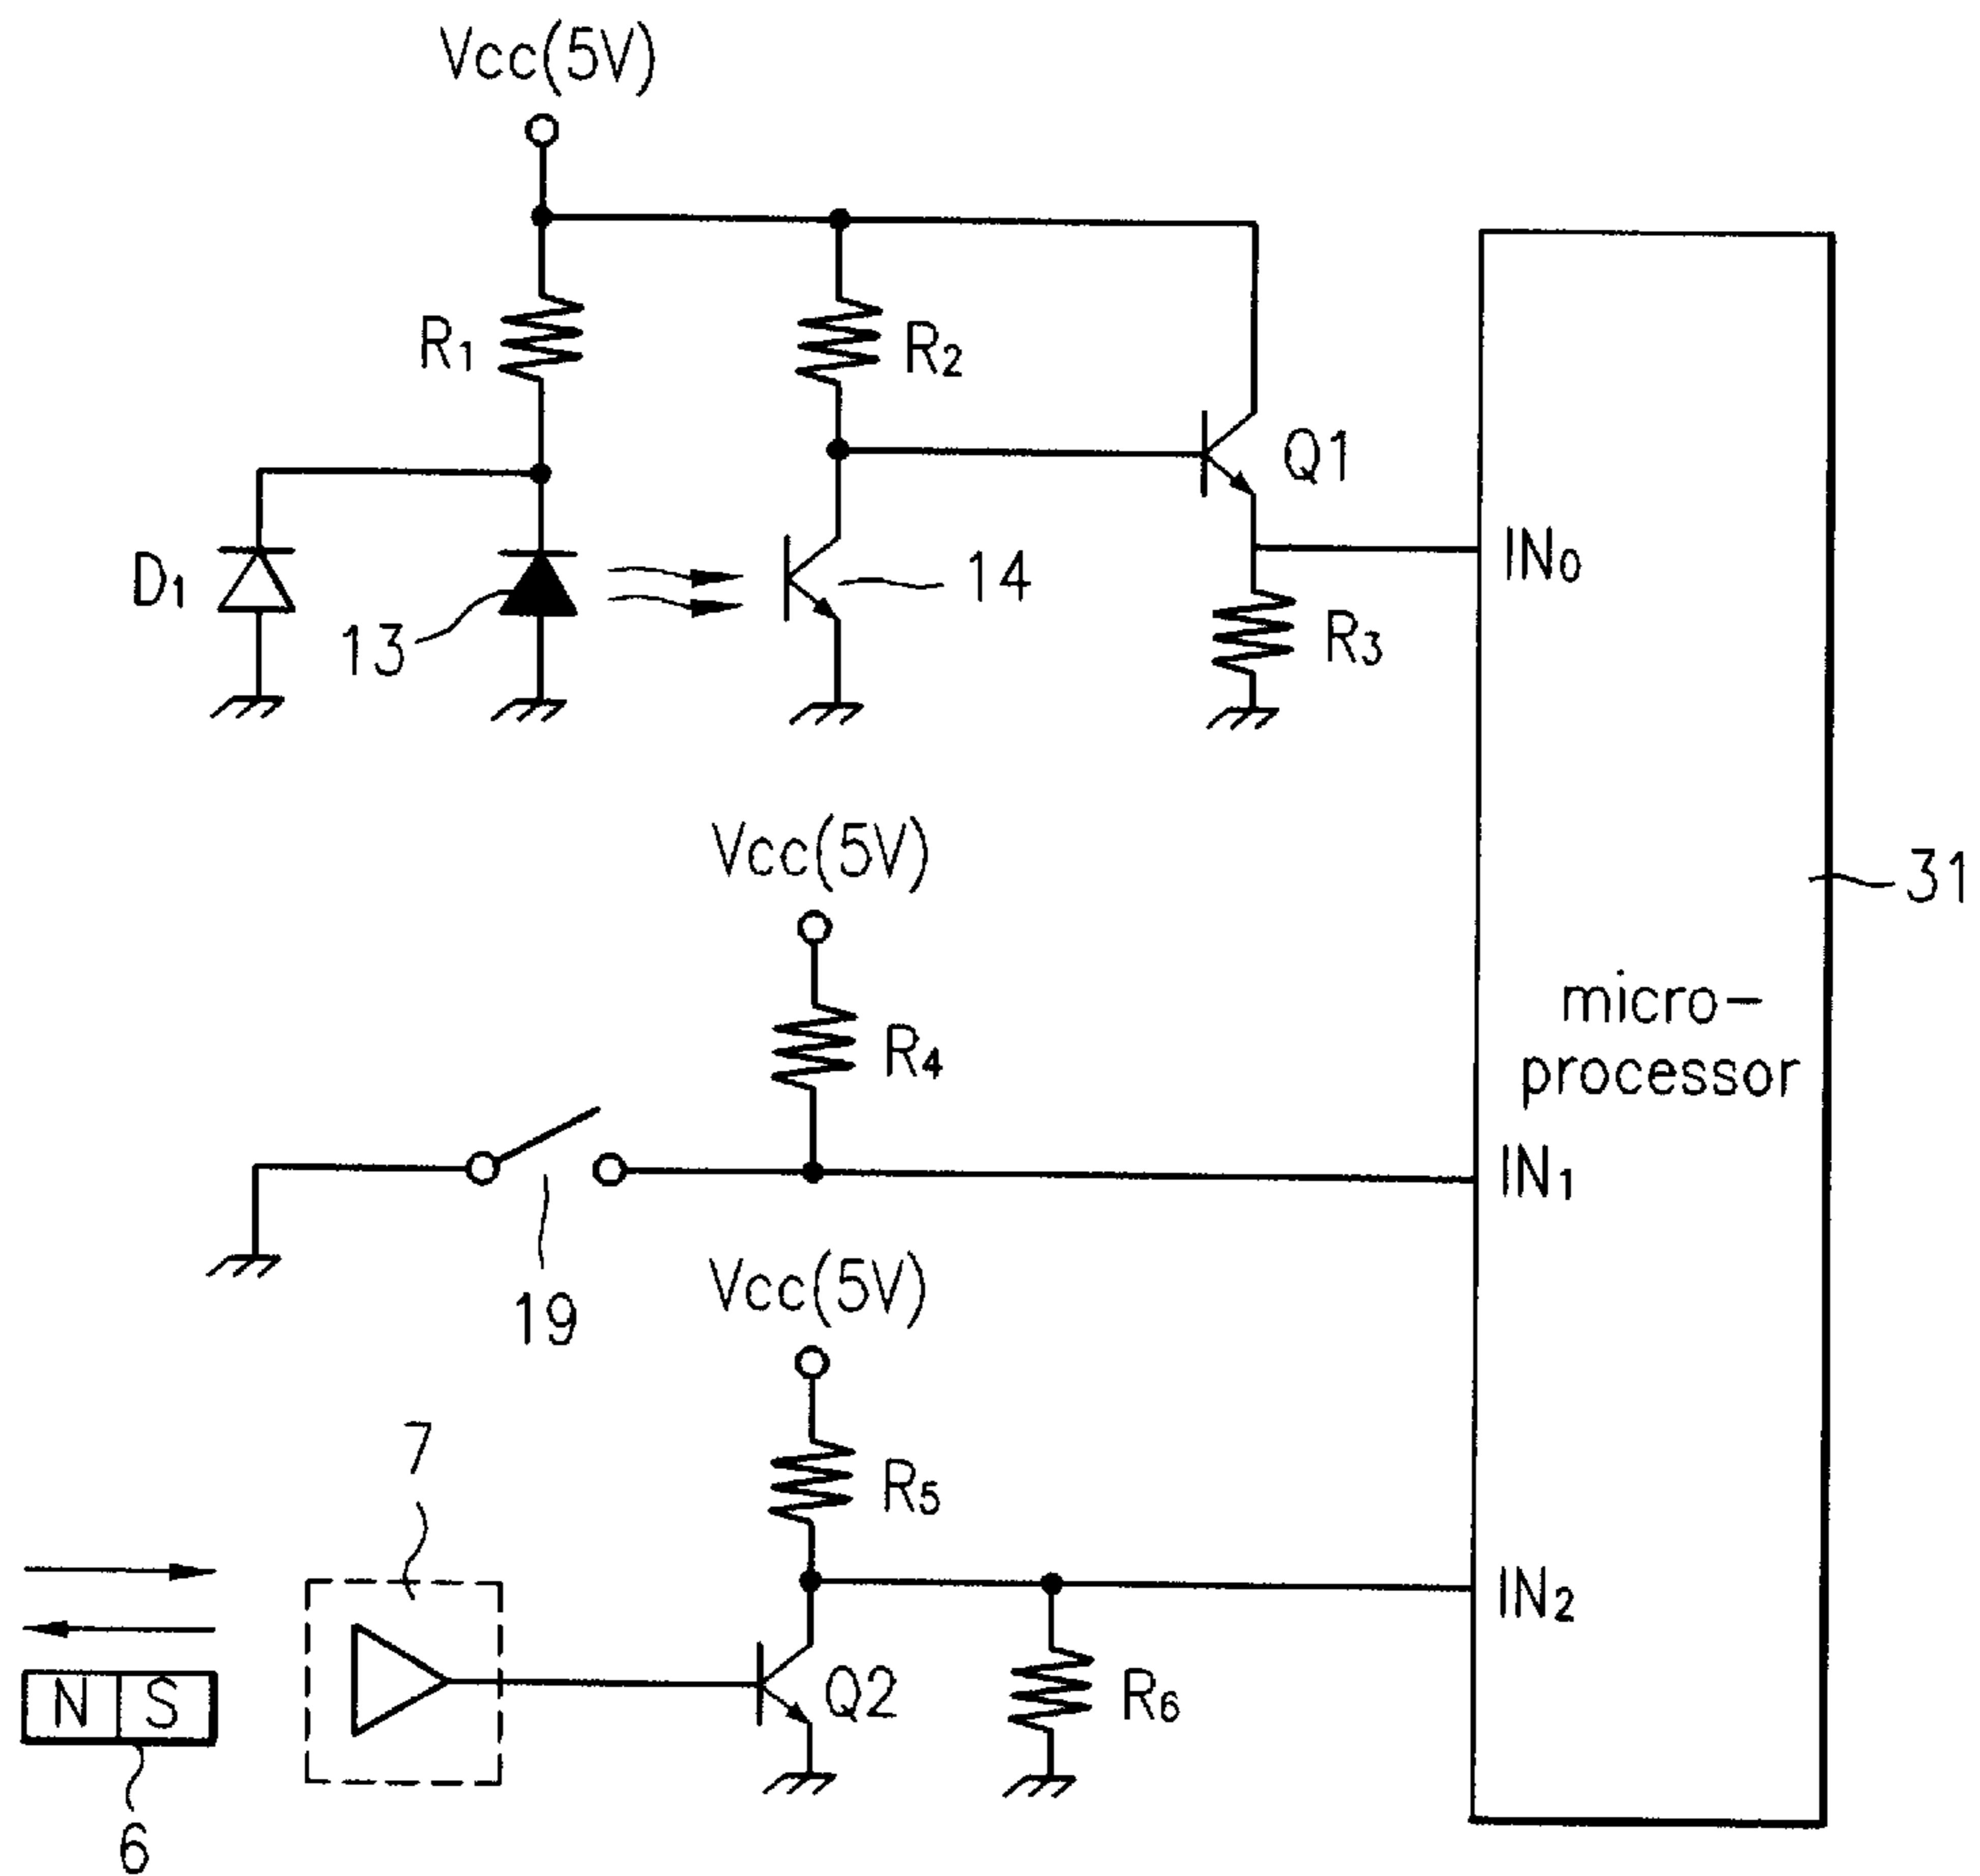 Vcc(5V)
R1
R2
Q1
D1
13
14
IN0
R3
Vcc(5V)
31
R4
micro-
processor
IN1
19
Vcc(5V)
7
R5
IN2
N S
Q2
R6
6